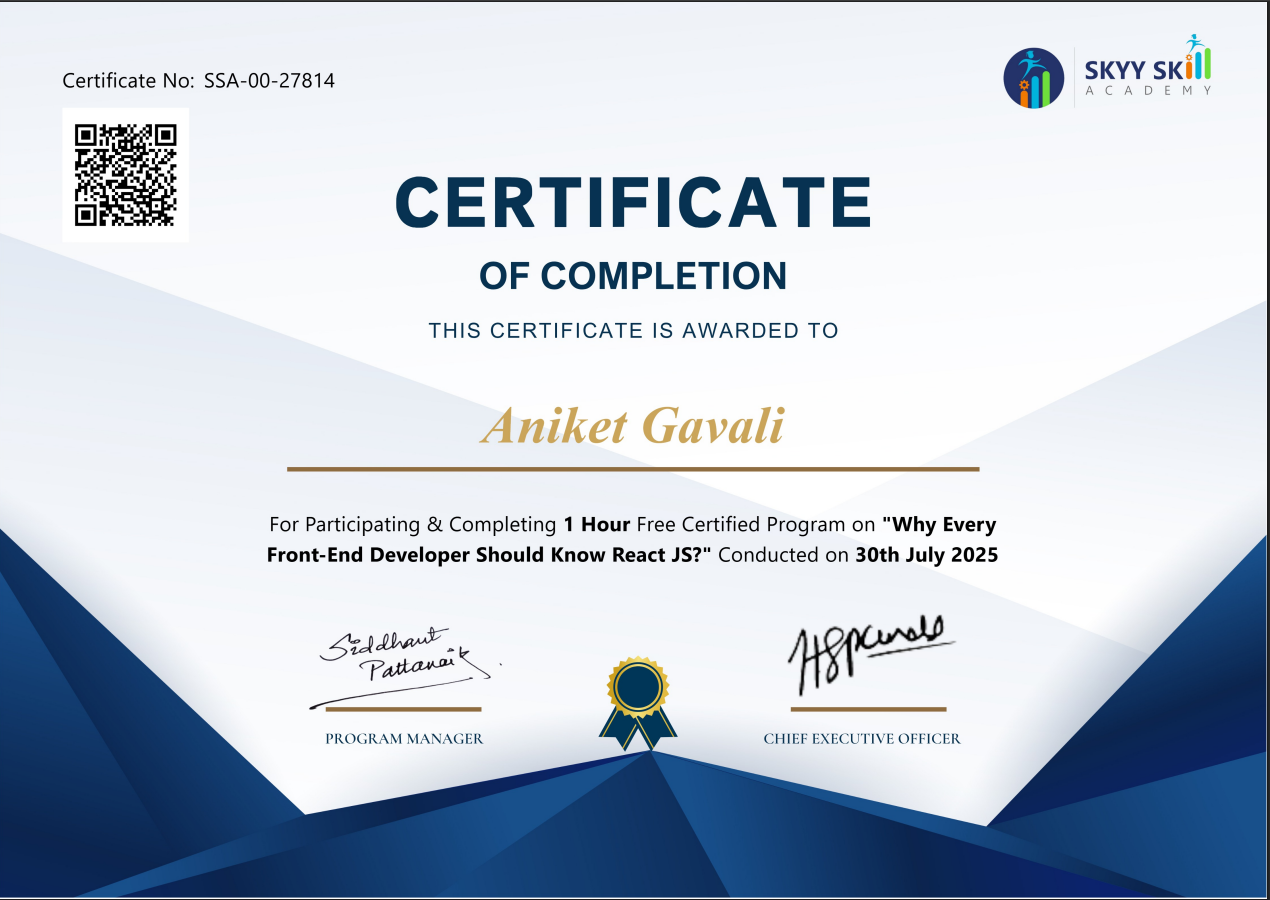 Certificate No: SSA-00-27814
SKYY SKILL
ACADEMY
CERTIFICATE
OF COMPLETION
THIS CERTIFICATE IS AWARDED TO
Aniket Gavali
For Participating & Completing 1 Hour Free Certified Program on "Why Every
Front-End Developer Should Know React JS?" Conducted on 30th July 2025
Siddhant
Pattanaik
PROGRAM MANAGER
CHIEF EXECUTIVE OFFICER